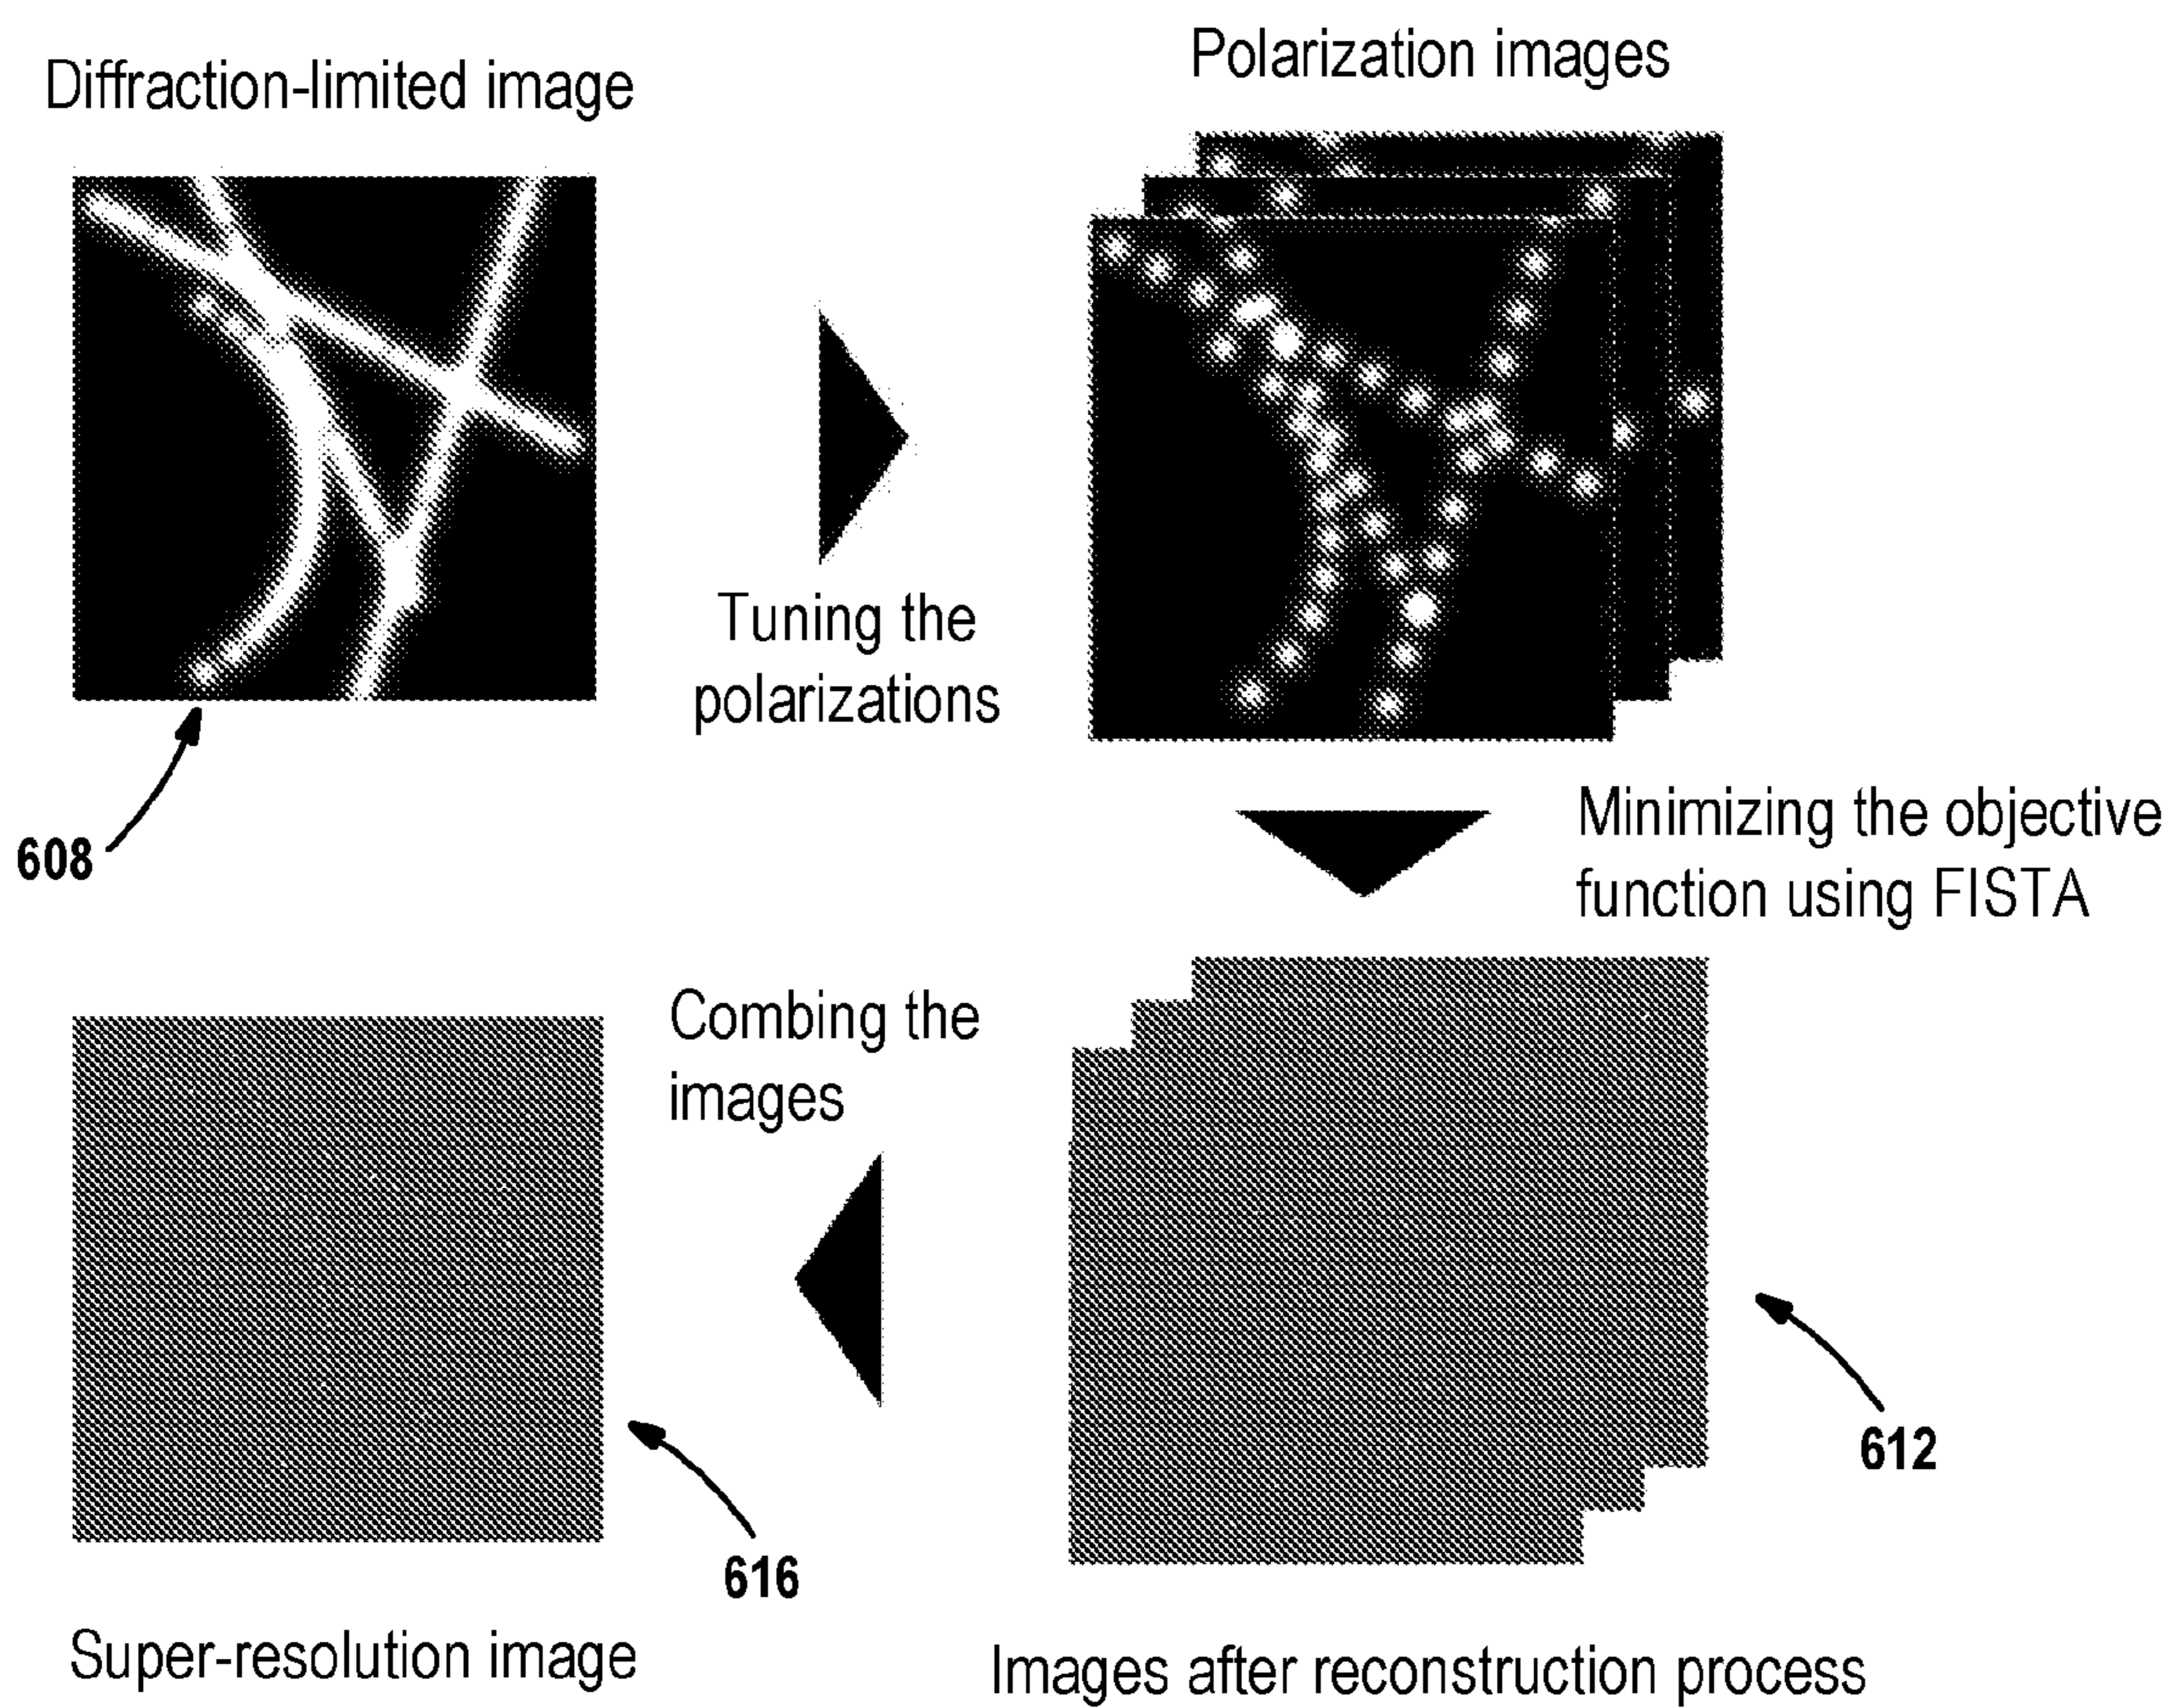 Diffraction-limited image
Polarization images
Tuning the
polarizations
608
Minimizing the objective
function using FISTA
Combing the
images
612
616
Super-resolution image
Images after reconstruction process